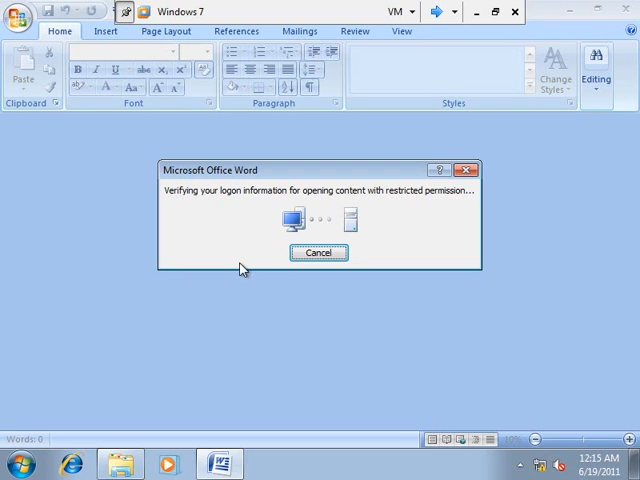 Windows 7
VM
Home Insert Page Layout References Mailings Review View
Paste
B I U
Aa
A A
Change Styles
Editing
Clipboard Font Paragraph Styles
Microsoft Office Word
Verifying your logon information for opening content with restricted permission...
Cancel
Words: 0
10%
12:15 AM
6/19/2011